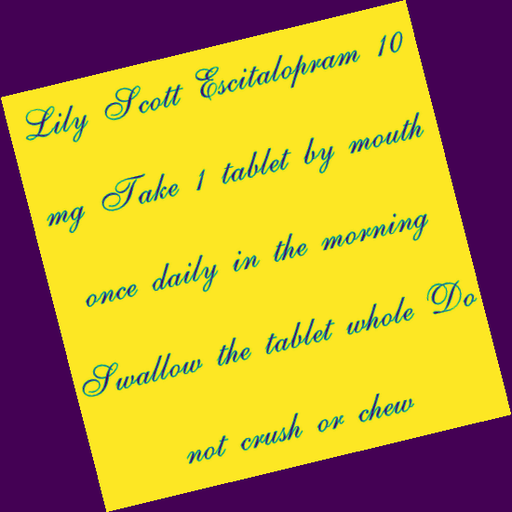 Lily Scott Escitalopram 10
mg Take 1 tablet by mouth
once daily in the morning
Swallow the tablet whole Do
not crush or chew